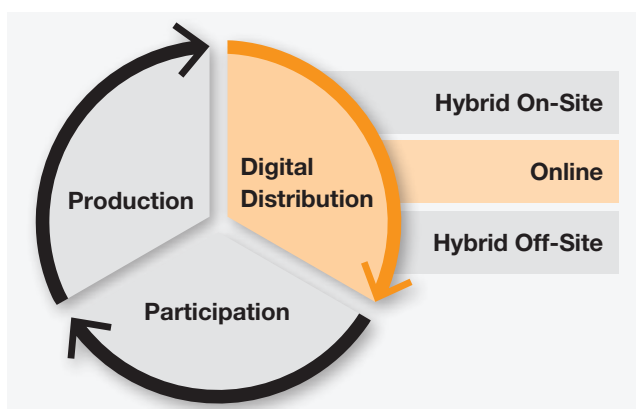 Hybrid On-Site
Digital
Distribution
Online
Production
Hybrid Off-Site
Participation